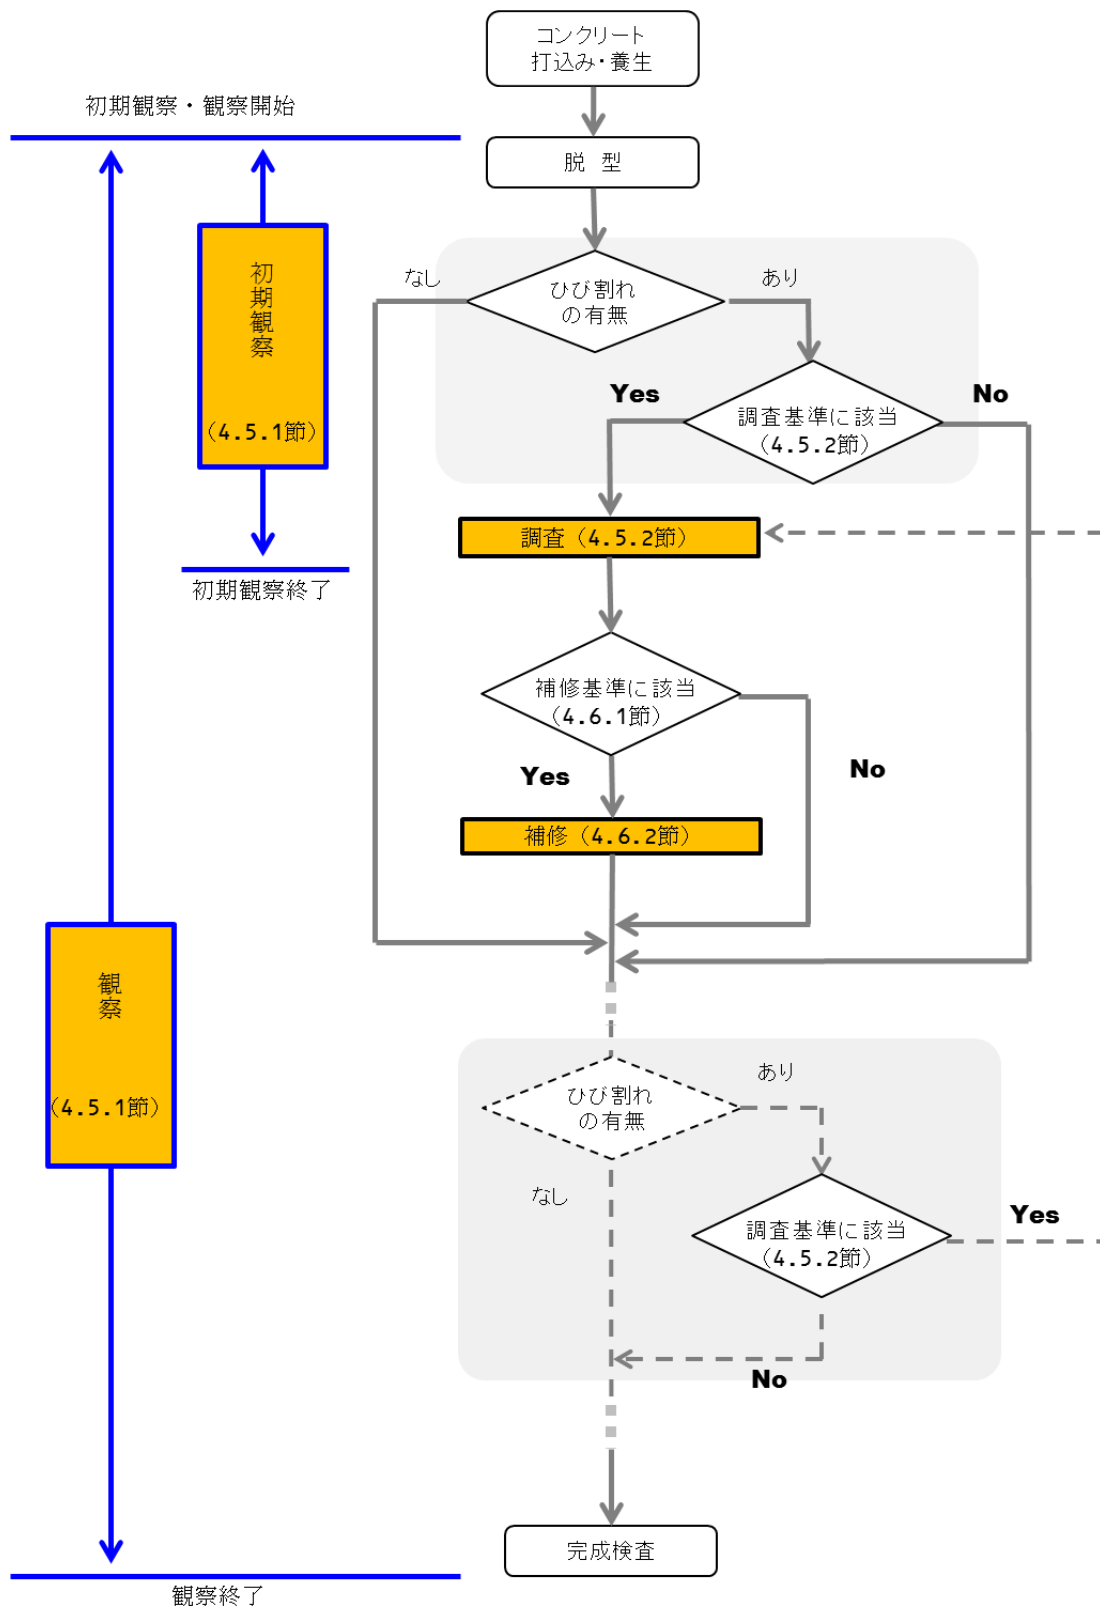 コンクリート
打込み・養生
初期観察・観察開始
脱 型
初期観察
(4.5.1節)
なし
ひび割れ
の有無
あり
Yes
調査基準に該当
(4.5.2節)
No
調査(4.5.2節)
初期観察終了
補修基準に該当
(4.6.1節)
Yes
No
補修(4.6.2節)
観察
(4.5.1節)
ひび割れ
の有無
あり
なし
調査基準に該当
(4.5.2節)
Yes
No
完成検査
観察終了